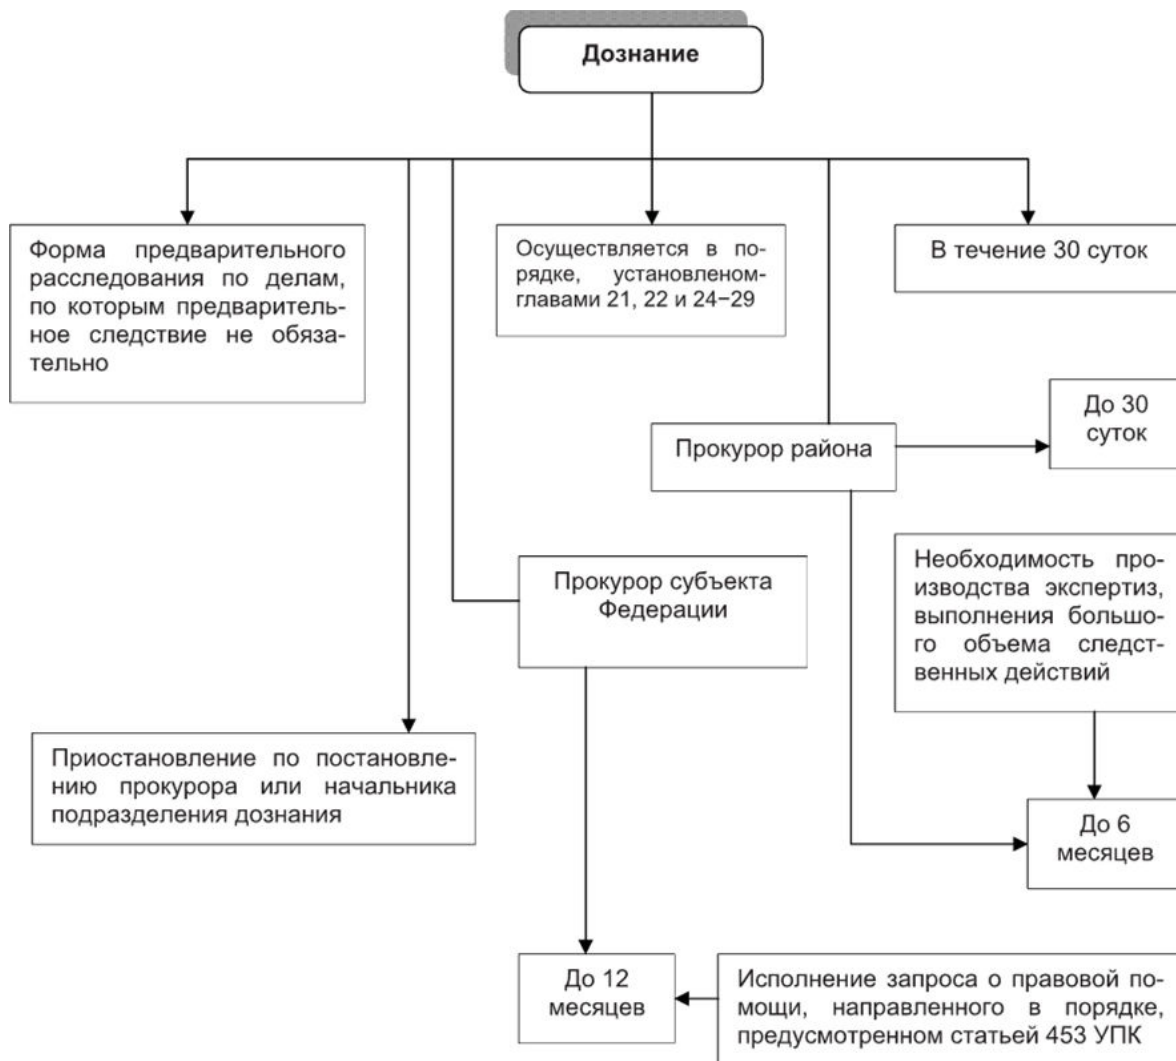 Дознание
Форма предварительного
расследования по делам,
по которым предваритель-
ное следствие не обяза-
тельно
Осуществляется в по-
рядке, установленом-
главами 21, 22 и 24–29
В течение 30 суток
До 30
суток
Прокурор района
Необходимость про-
изводства экспертиз,
выполнения большо-
го объема следст-
венных действий
Прокурор субъекта
Федерации
Приостановление по постановле-
нию прокурора или начальника
подразделения дознания
До 6
месяцев
До 12
месяцев
Исполнение запроса о правовой по-
мощи, направленного в порядке,
предусмотренном статьей 453 УПК